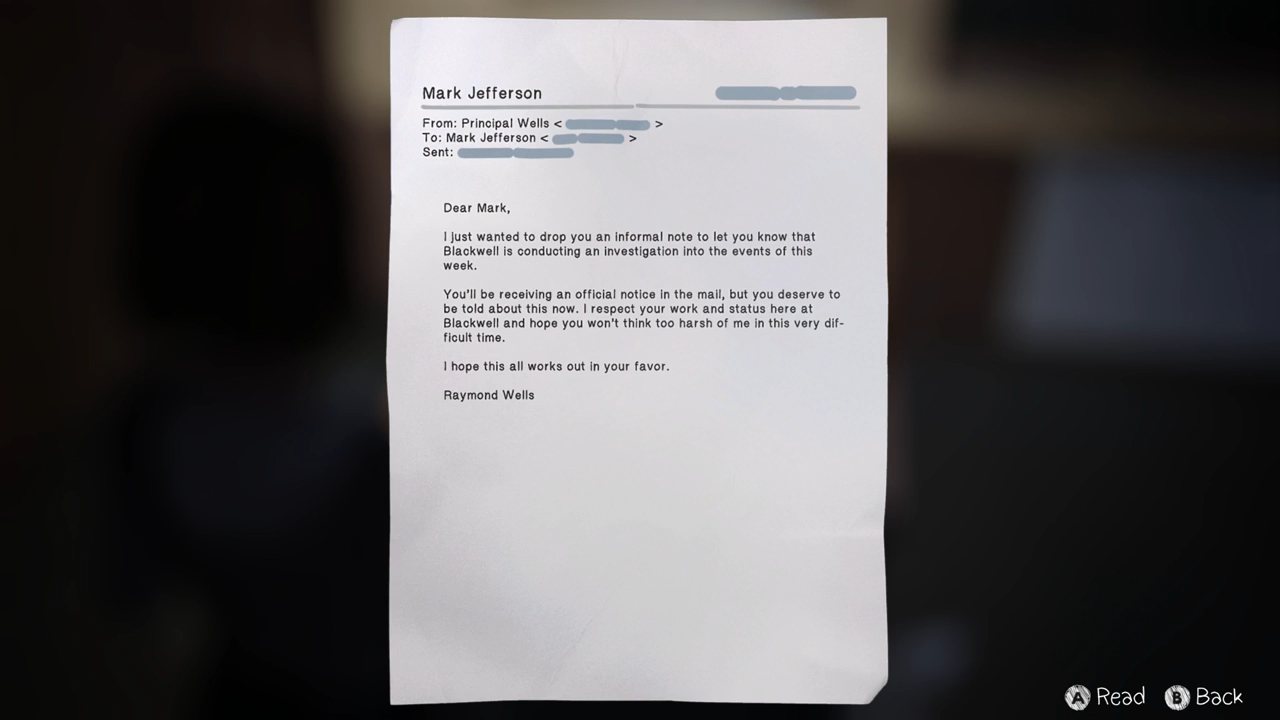 Mark Jefferson
From: Principal Wells < >
To: Mark Jefferson < >
Sent:
Dear Mark,
I just wanted to drop you an informal note to let you know that
Blackwell is conducting an investigation into the events of this
week.
You'll be receiving an official notice in the mail, but you deserve to
be told about this now. I respect your work and status here at
Blackwell and hope you won't think too harsh of me in this very dif-
ficult time.
I hope this all works out in your favor.
Raymond Wells
A Read B Back